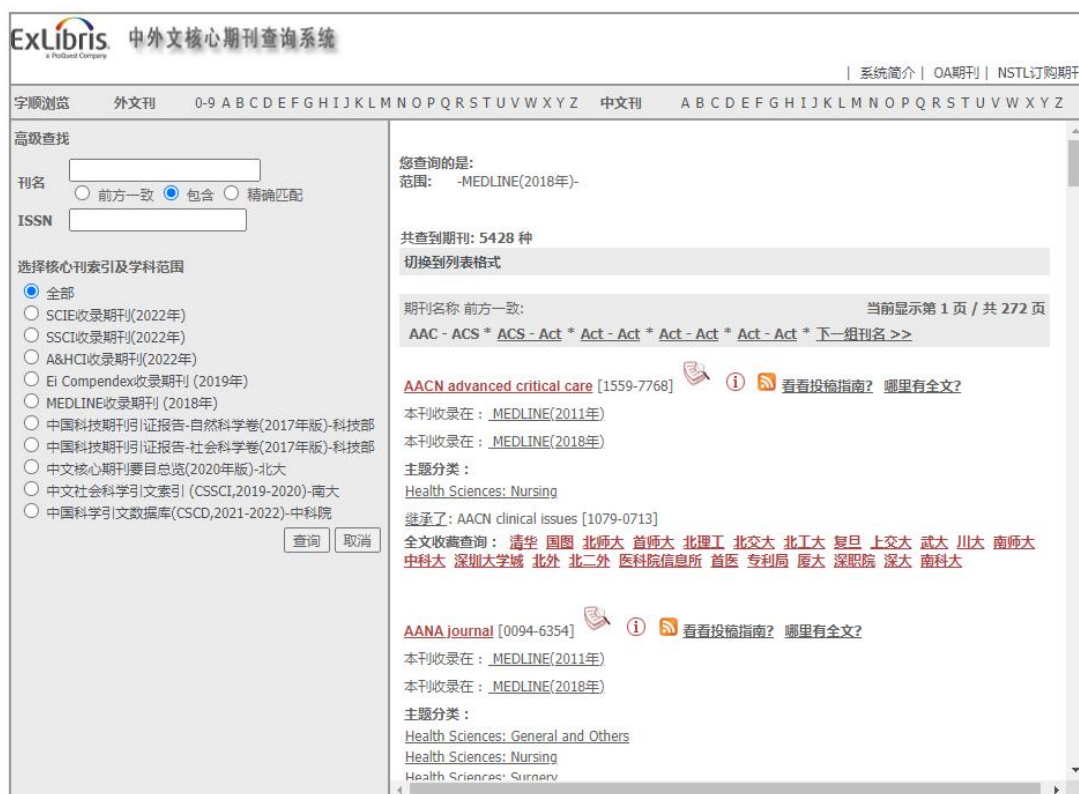 ExLibris. 中外文核心期刊查询系统
a ProQuest Company
| 系统简介 | OA期刊 | NSTL订购期刊
字顺浏览 外文刊 0-9 A B C D E F G H I J K L M N O P Q R S T U V W X Y Z 中文刊 A B C D E F G H I J K L M N O P Q R S T U V W X Y Z
高级查找
刊名
前方一致 包含 精确匹配
ISSN
选择核心刊索引及学科范围
全部
SCIE收录期刊(2022年)
SSCI收录期刊(2022年)
A&HCI收录期刊(2022年)
Ei Compendex收录期刊 (2019年)
MEDLINE收录期刊 (2018年)
中国科技期刊引证报告-自然科学卷(2017年版)-科技部
中国科技期刊引证报告-社会科学卷(2017年版)-科技部
中文核心期刊要目总览(2020年版)-北大
中文社会科学引文索引 (CSSCI,2019-2020)-南大
中国科学引文数据库(CSCD,2021-2022)-中科院
查询 取消
您查询的是:
范围: -MEDLINE(2018年)-
共查到期刊: 5428 种
切换到列表格式
期刊名称 前方一致: 当前显示第 1 页 / 共 272 页
AAC - ACS * ACS - Act * Act - Act * Act - Act * Act - Act * 下一组刊名 >>
AACN advanced critical care [1559-7768] 看看投稿指南? 哪里有全文?
本刊收录在： MEDLINE(2011年)
本刊收录在： MEDLINE(2018年)
主题分类：
Health Sciences: Nursing
继承了: AACN clinical issues [1079-0713]
全文收藏查询： 清华 国图 北师大 首师大 北理工 北交大 北工大 复旦 上交大 武大 川大 南师大
中科大 深圳大学城 北外 北二外 医科院信息所 首医 专利局 厦大 深职院 深大 南科大
AANA journal [0094-6354] 看看投稿指南? 哪里有全文?
本刊收录在： MEDLINE(2011年)
本刊收录在： MEDLINE(2018年)
主题分类：
Health Sciences: General and Others
Health Sciences: Nursing
Health Sciences: Surgery